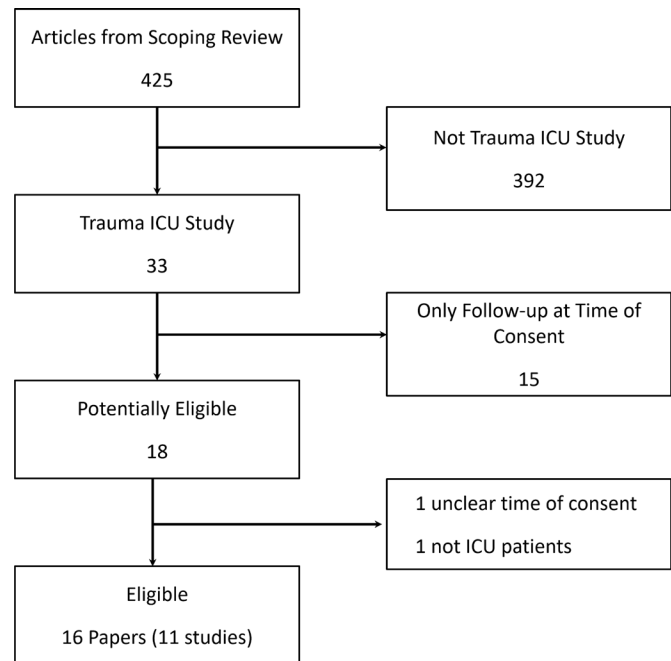 Articles from Scoping Review
425
Not Trauma ICU Study
392
Trauma ICU Study
33
Only Follow-up at Time of
Consent
15
Potentially Eligible
18
1 unclear time of consent
1 not ICU patients
Eligible
16 Papers (11 studies)